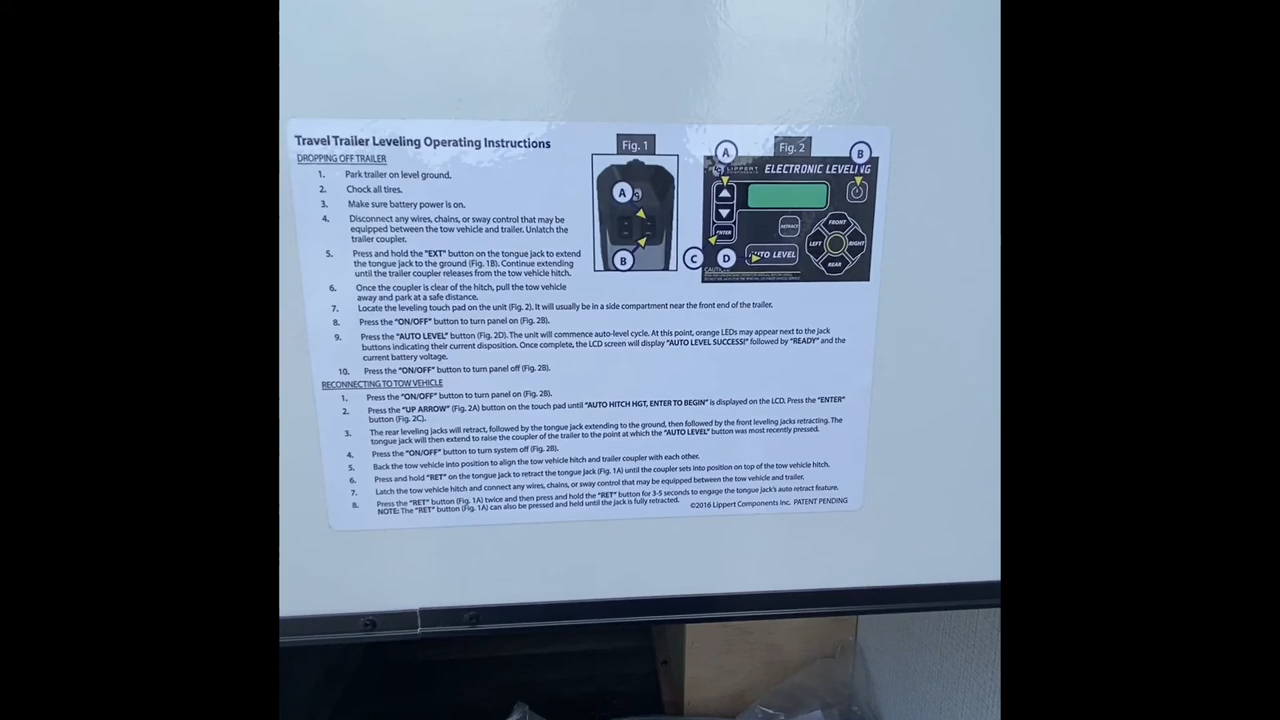 Travel Trailer Leveling Operating Instructions
DROPPING OFF TRAILER
1. Park trailer on level ground.
2. Chock all tires.
3. Make sure battery power is on.
4. Disconnect any wires, chains, or sway control that may be
equipped between the tow vehicle and trailer. Unlatch the
trailer coupler.
5. Press and hold the "EXT" button on the tongue jack to extend
the tongue jack to the ground (Fig. 1B). Continue extending
until the trailer coupler releases from the tow vehicle hitch.
6. Once the coupler is clear of the hitch, pull the tow vehicle
away and park at a safe distance.
7. Locate the leveling touch pad on the unit (Fig. 2). It will usually be in a side compartment near the front end of the trailer.
8. Press the "ON/OFF" button to turn panel on (Fig. 2B).
9. Press the "AUTO LEVEL" button (Fig. 2D). The unit will commence auto-level cycle. At this point, orange LEDs may appear next to the jack
buttons indicating their current disposition. Once complete, the LCD screen will display "AUTO LEVEL SUCCESS!" followed by "READY" and the
current battery voltage.
10. Press the "ON/OFF" button to turn panel off (Fig. 2B).
RECONNECTING TO TOW VEHICLE
1. Press the "ON/OFF" button to turn panel on (Fig. 2B).
2. Press the "UP ARROW" (Fig. 2A) button on the touch pad until "AUTO HITCH HGT, ENTER TO BEGIN" is displayed on the LCD. Press the "ENTER"
button (Fig. 2C).
3. The rear leveling jacks will retract, followed by the tongue jack extending to the ground, then followed by the front leveling jacks retracting. The
tongue jack will then extend to raise the coupler of the trailer to the point at which the "AUTO LEVEL" button was most recently pressed.
4. Press the "ON/OFF" button to turn system off (Fig. 2B).
5. Back the tow vehicle into position to align the tow vehicle hitch and trailer coupler with each other.
6. Press and hold "RET" on the tongue jack to retract the tongue jack (Fig. 1A) until the coupler sets into position on top of the tow vehicle hitch.
7. Latch the tow vehicle hitch and connect any wires, chains, or sway control that may be equipped between the tow vehicle and trailer.
8. Press the "RET" button (Fig. 1A) twice and then press and hold the "RET" button for 3-5 seconds to engage the tongue jack's auto retract feature.
NOTE: The "RET" button (Fig. 1A) can also be pressed and held until the jack is fully retracted.
©2016 Lippert Components Inc. PATENT PENDING
Fig. 1
A
B
Fig. 2
A
B
C
D
LIPPERT
COMPONENTS
ELECTRONIC LEVELING
ENTER
RETRACT
AUTO LEVEL
FRONT
LEFT
RIGHT
REAR